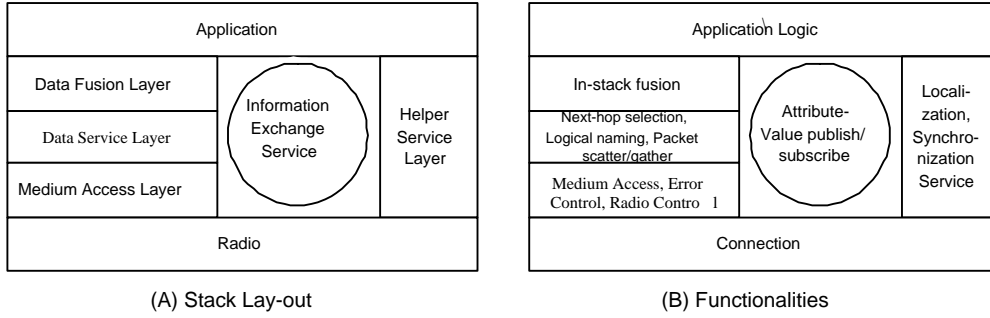 Application
Data Fusion Layer
Data Service Layer
Medium Access Layer
Information
Exchange
Service
Helper
Service
Layer
Radio
(A) Stack Lay-out
Application Logic
In-stack fusion
Next-hop selection,
Logical naming, Packet
scatter/gather
Medium Access, Error
Control, Radio Contro l
Attribute-
Value publish/
subscribe
Locali-
zation,
Synchro-
nization
Service
Connection
(B) Functionalities